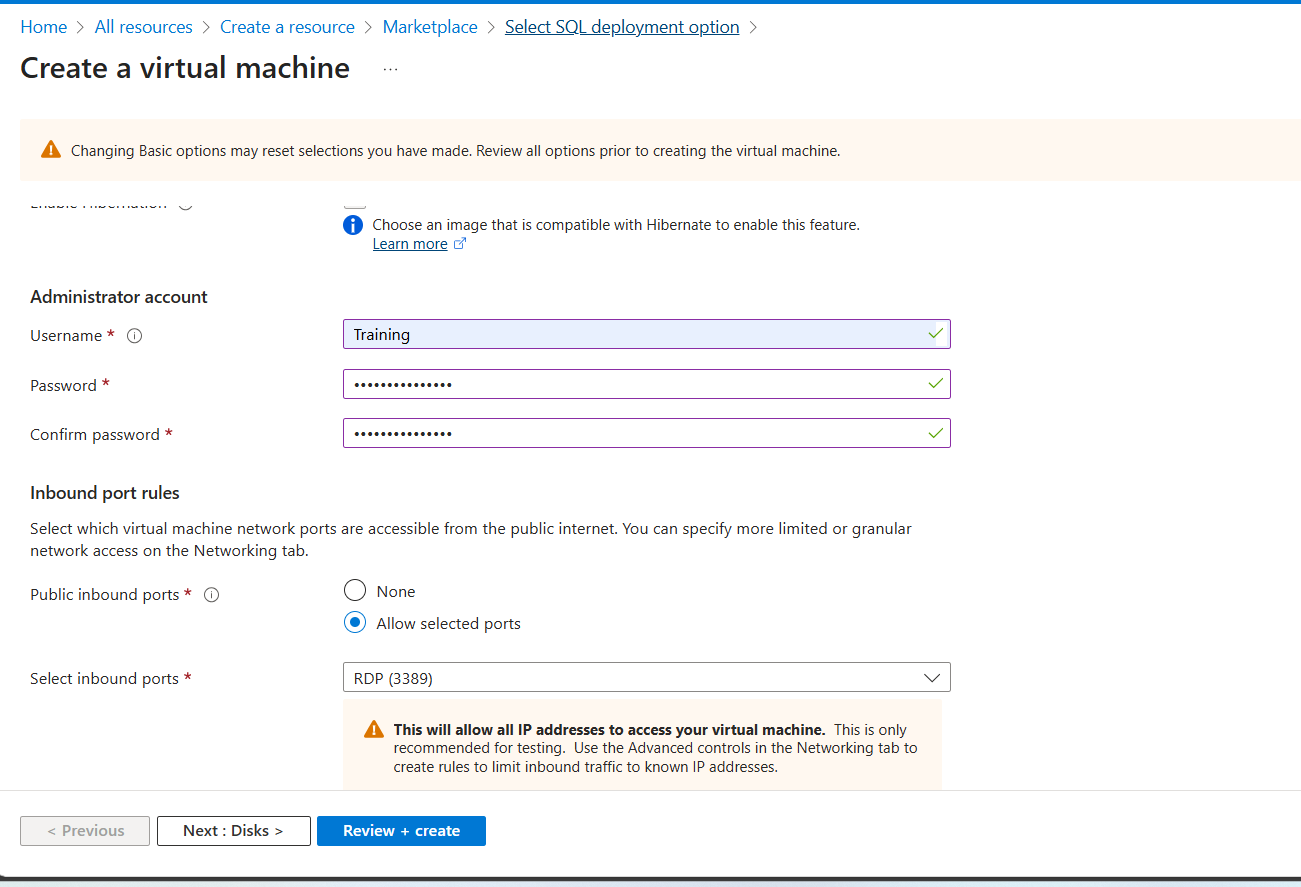 Home > All resources > Create a resource > Marketplace > Select SQL deployment option >
Create a virtual machine ...
Changing Basic options may reset selections you have made. Review all options prior to creating the virtual machine.
Enable Hibernation
Choose an image that is compatible with Hibernate to enable this feature.
Learn more
Administrator account
Username * Training
Password * •••••••••••••••
Confirm password * •••••••••••••••
Inbound port rules
Select which virtual machine network ports are accessible from the public internet. You can specify more limited or granular
network access on the Networking tab.
Public inbound ports * None
Allow selected ports
Select inbound ports * RDP (3389)
This will allow all IP addresses to access your virtual machine. This is only
recommended for testing. Use the Advanced controls in the Networking tab to
create rules to limit inbound traffic to known IP addresses.
< Previous Next : Disks > Review + create